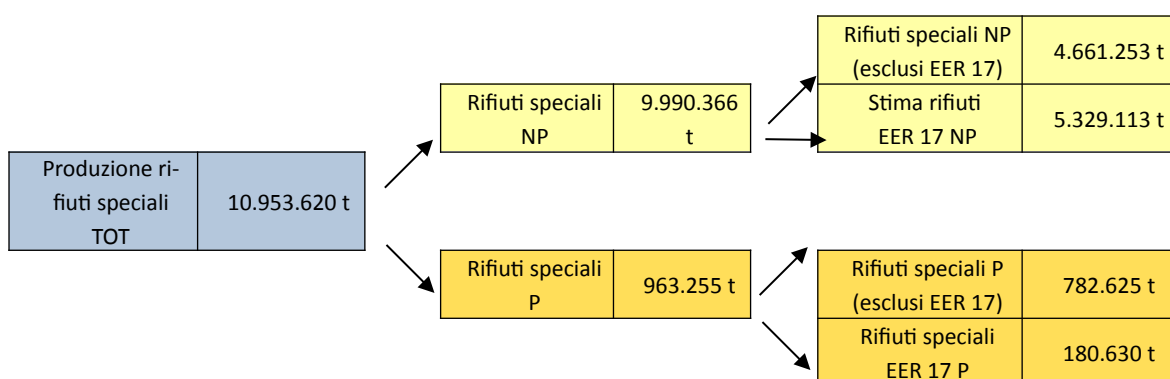 Produzione ri-
fiuti speciali
TOT
10.953.620 t
Rifiuti speciali
NP
9.990.366
t
Rifiuti speciali NP
(esclusi EER 17)
4.661.253 t
Stima rifiuti
EER 17 NP
5.329.113 t
Rifiuti speciali
P
963.255 t
Rifiuti speciali P
(esclusi EER 17)
782.625 t
Rifiuti speciali
EER 17 P
180.630 t